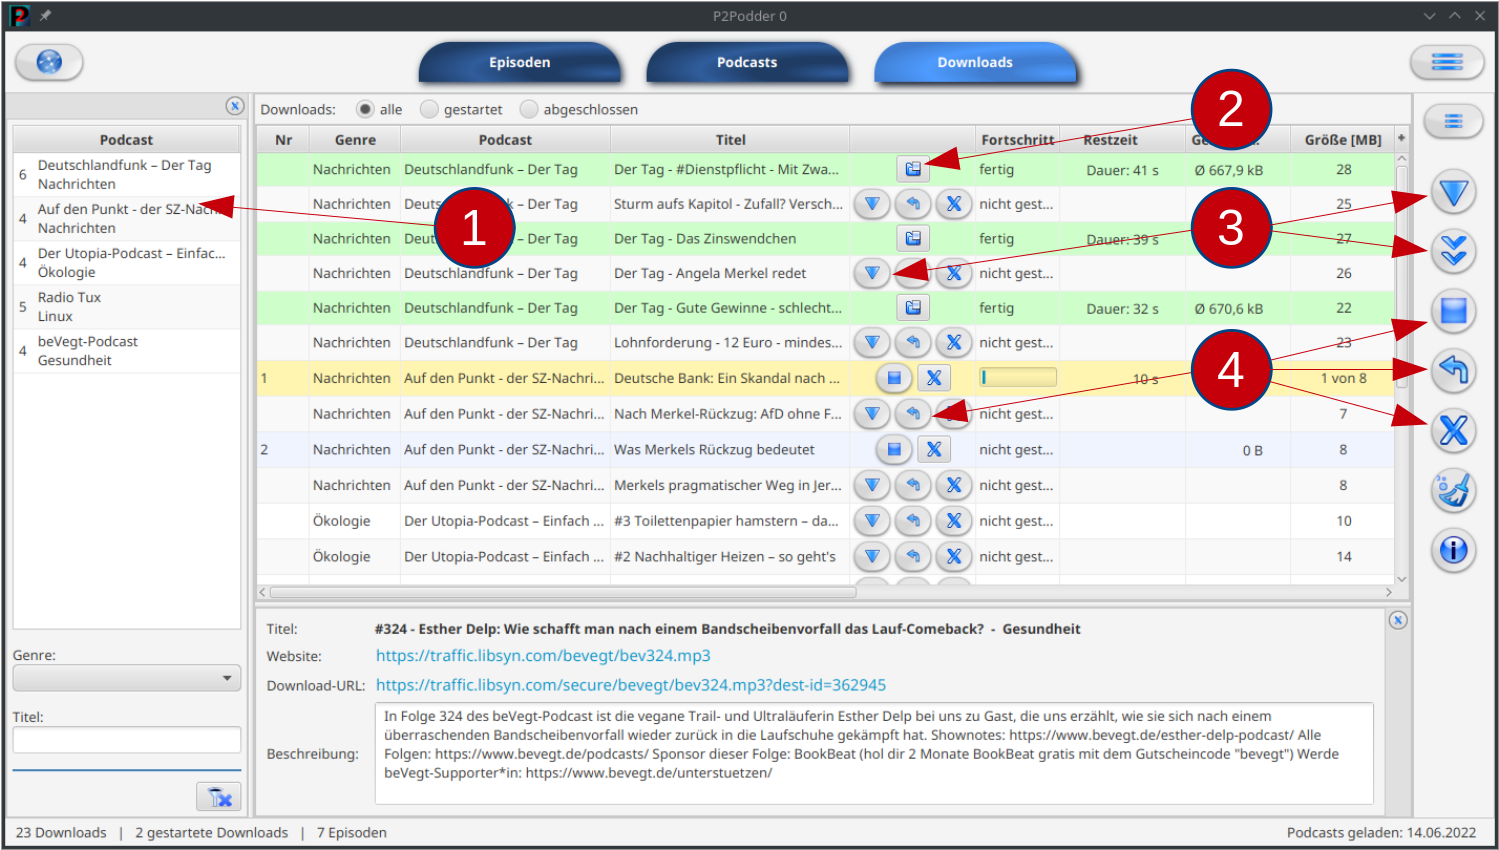 P2Podder 0
Episoden
Podcasts
Downloads
Downloads: alle gestartet abgeschlossen
Podcast
6 Deutschlandfunk – Der Tag
Nachrichten
4 Auf den Punkt - der SZ-Nach...
Nachrichten
4 Der Utopia-Podcast – Einfac...
Ökologie
5 Radio Tux
Linux
4 beVegt-Podcast
Gesundheit
Genre:
Titel:
Nr Genre Podcast Titel Fortschritt Restzeit Größe [MB] +
Nachrichten Deutschlandfunk – Der Tag Der Tag - #Dienstpflicht - Mit Zwa... fertig Dauer: 41 s Ø 667,9 kB 28
Nachrichten Der Tag Sturm aufs Kapitol - Zufall? Versch... nicht gest... 25
Nachrichten Der Tag Der Tag - Das Zinswendchen fertig Dauer: 39 s 27
Nachrichten Deutschlandfunk – Der Tag Der Tag - Angela Merkel redet nicht gest... 26
Nachrichten Deutschlandfunk – Der Tag Der Tag - Gute Gewinne - schlecht... fertig Dauer: 32 s Ø 670,6 kB 22
Nachrichten Deutschlandfunk – Der Tag Lohnforderung - 12 Euro - mindes... nicht gest... 23
1 Nachrichten Auf den Punkt - der SZ-Nachri... Deutsche Bank: Ein Skandal nach ... 10 s 1 von 8
Nachrichten Auf den Punkt - der SZ-Nachri... Nach Merkel-Rückzug: AfD ohne F... nicht gest... 7
2 Nachrichten Auf den Punkt - der SZ-Nachri... Was Merkels Rückzug bedeutet nicht gest... 0 B 8
Nachrichten Auf den Punkt - der SZ-Nachri... Merkels pragmatischer Weg in Jer... nicht gest... 8
Ökologie Der Utopia-Podcast – Einfach ... #3 Toilettenpapier hamstern – da... nicht gest... 10
Ökologie Der Utopia-Podcast – Einfach ... #2 Nachhaltiger Heizen – so geht's nicht gest... 14
1
2
3
4
Titel: #324 - Esther Delp: Wie schafft man nach einem Bandscheibenvorfall das Lauf-Comeback? - Gesundheit
Website: https://traffic.libsyn.com/bevegt/bev324.mp3
Download-URL: https://traffic.libsyn.com/secure/bevegt/bev324.mp3?dest-id=362945
Beschreibung:
In Folge 324 des beVegt-Podcast ist die vegane Trail- und Ultraläuferin Esther Delp bei uns zu Gast, die uns erzählt, wie sie sich nach einem
überraschenden Bandscheibenvorfall wieder zurück in die Laufschuhe gekämpft hat. Shownotes: https://www.bevegt.de/esther-delp-podcast/ Alle
Folgen: https://www.bevegt.de/podcasts/ Sponsor dieser Folge: BookBeat (hol dir 2 Monate BookBeat gratis mit dem Gutscheincode "bevegt") Werde
beVegt-Supporter*in: https://www.bevegt.de/unterstuetzen/
23 Downloads | 2 gestartete Downloads | 7 Episoden
Podcasts geladen: 14.06.2022